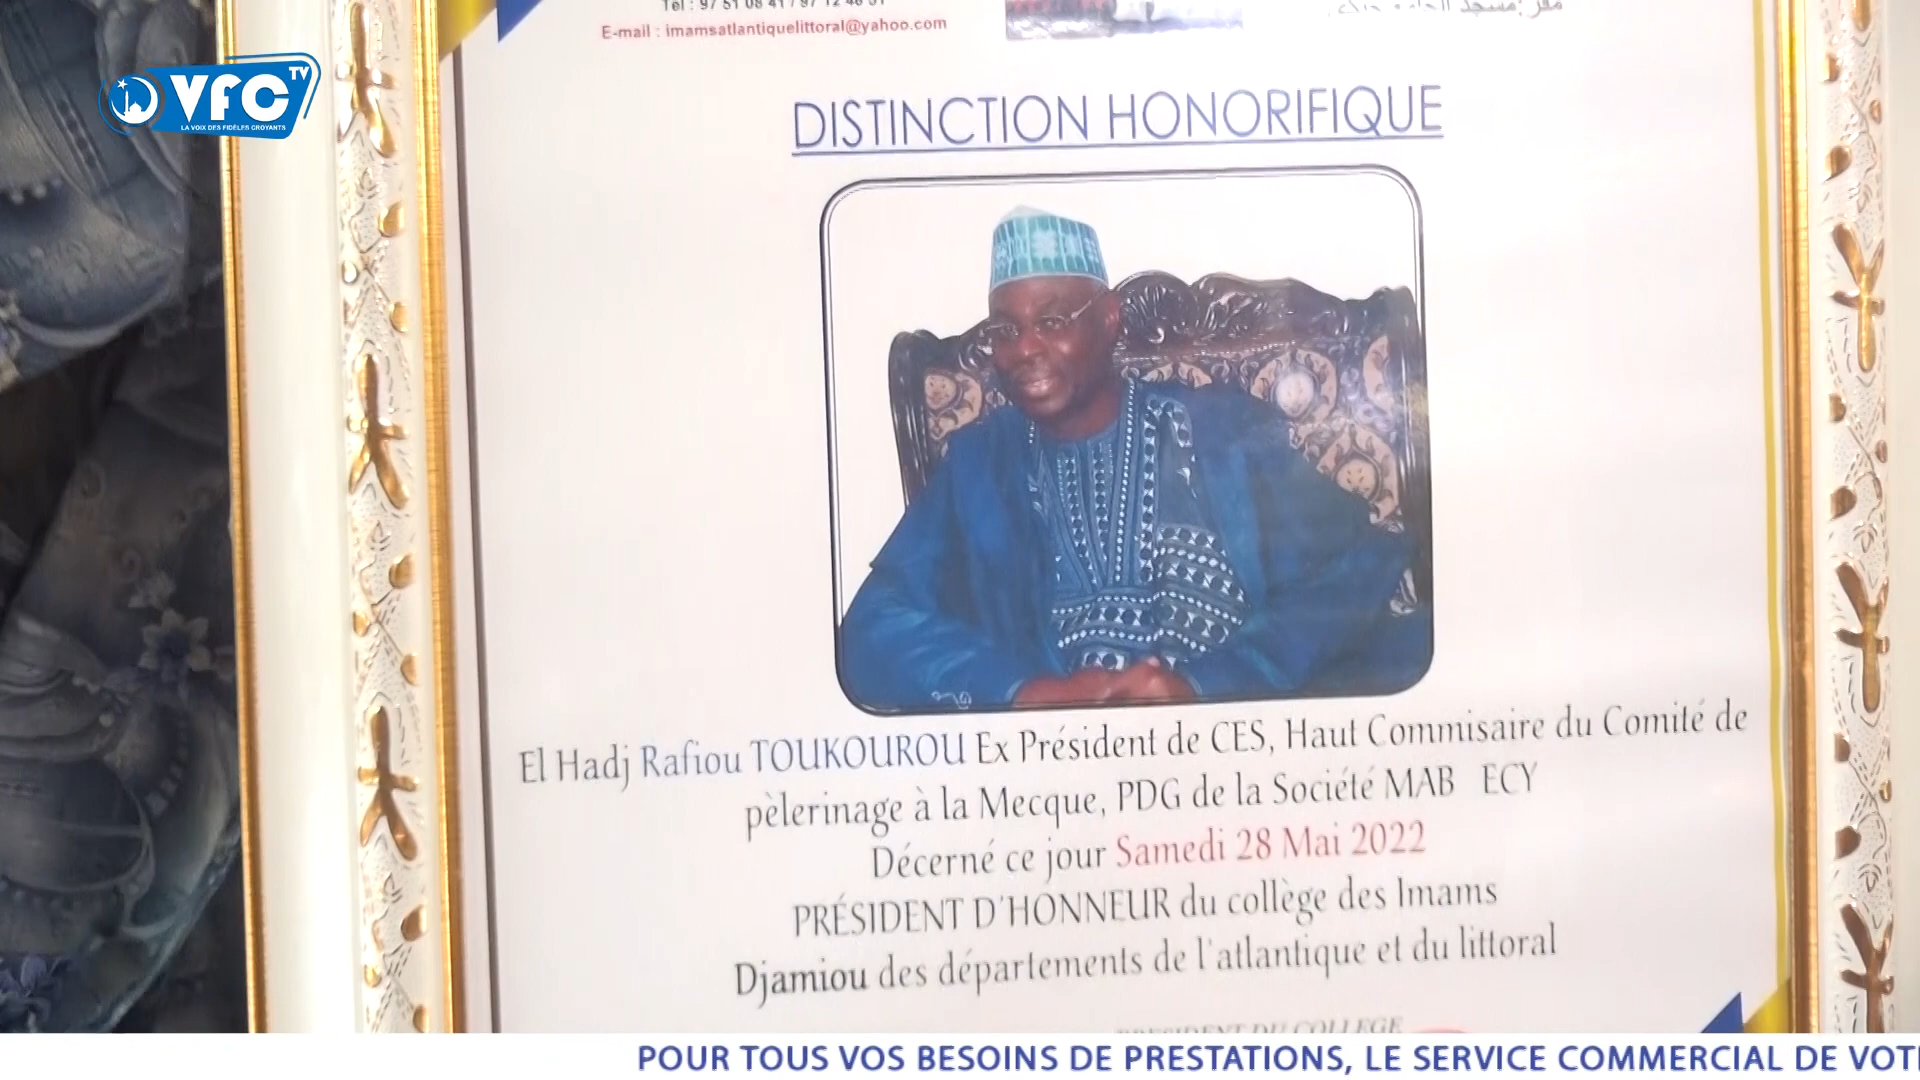 E-mail : imamsatlantiquelittoral@yahoo.com
VFC TV
LA VOIX DES FIDÈLES CROYANTS
DISTINCTION HONORIFIQUE
El Hadj Rafiou TOUKOUROU Ex Président de CES, Haut Commisaire du Comité de
pèlerinage à la Mecque, PDG de la Société MAB ECY
Décerné ce jour Samedi 28 Mai 2022
PRÉSIDENT D'HONNEUR du collège des Imams
Djamiou des départements de l'atlantique et du littoral
PRESIDENT DU COLLEGE
POUR TOUS VOS BESOINS DE PRESTATIONS, LE SERVICE COMMERCIAL DE